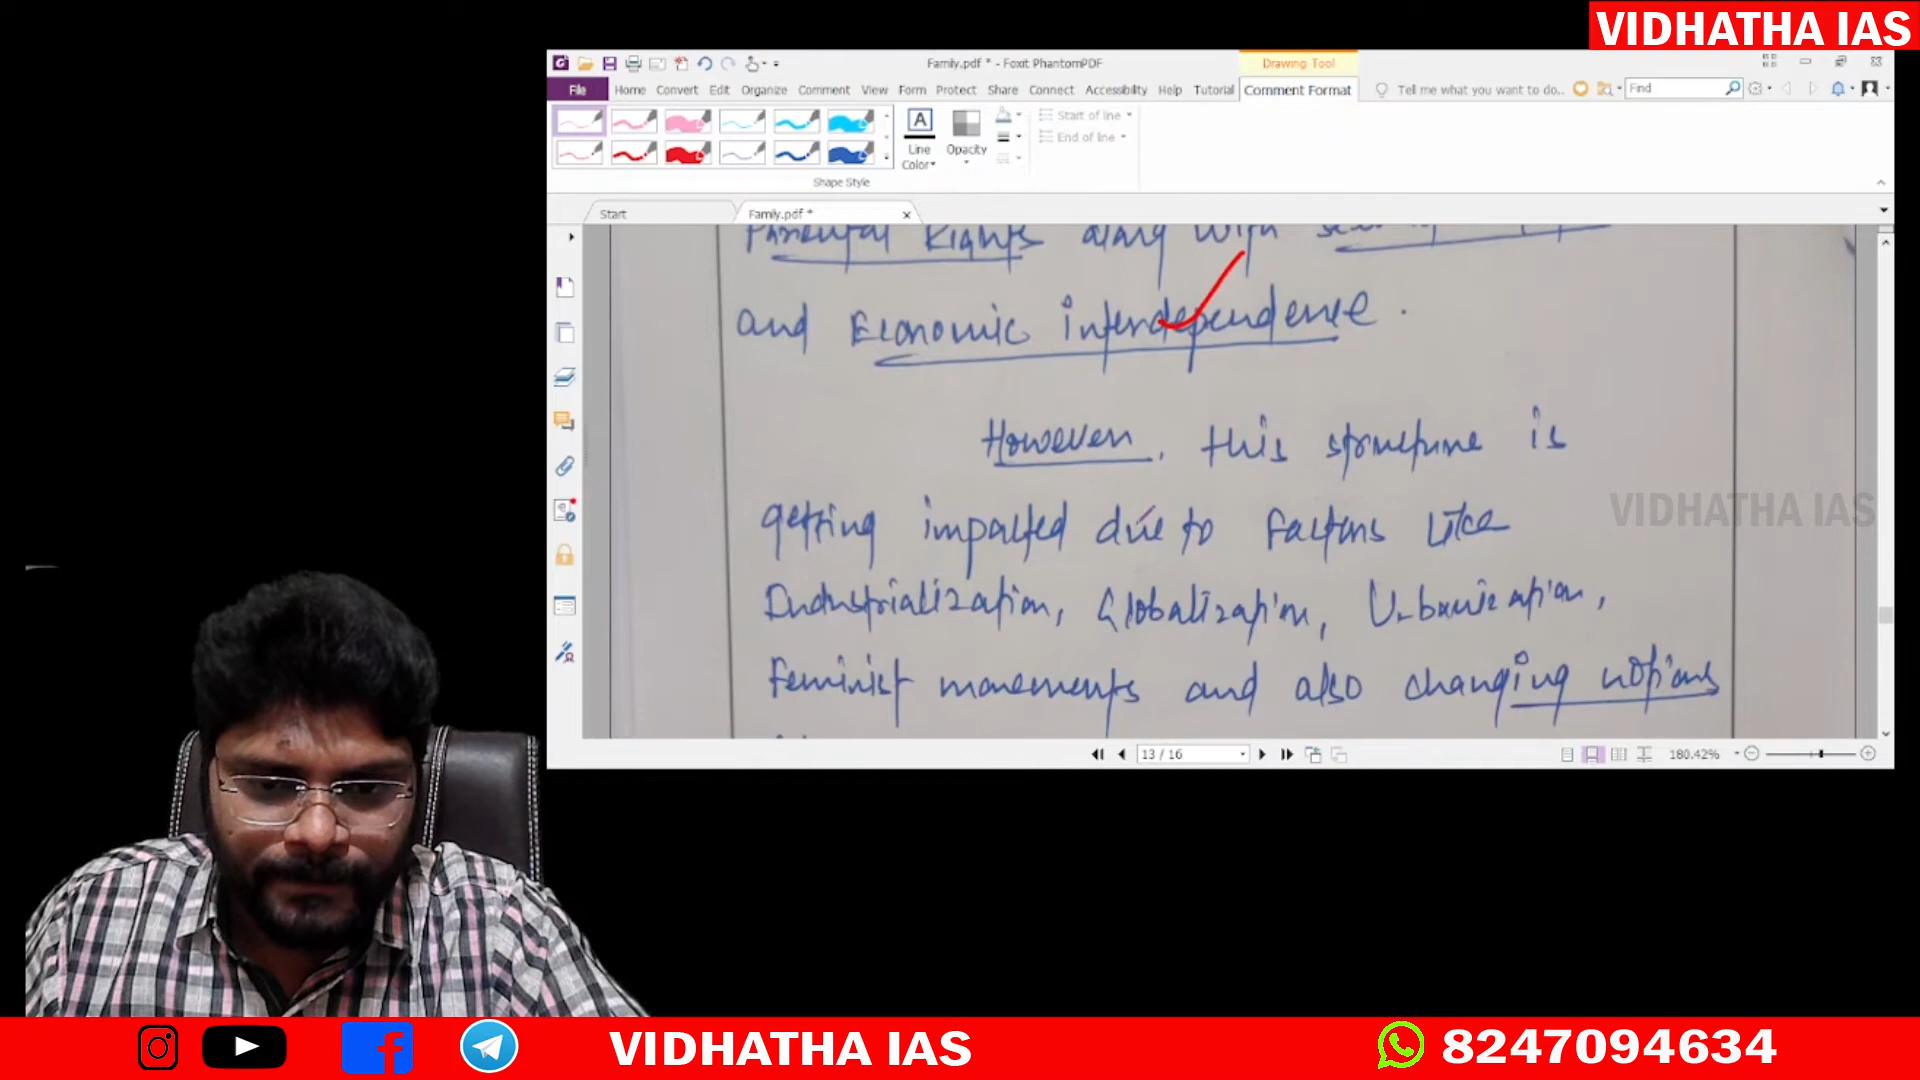 VIDHATHA IAS
Family.pdf * - Foxit PhantomPDF
Drawing Tool
File Home Convert Edit Organize Comment View Form Protect Share Connect Accessibility Help Tutorial Comment Format Tell me what you want to do.. Find
Line Color
Opacity
Start of line
End of line
Shape Style
Start
Family.pdf *
Parental Rights along with
and Economic interdependence.
However, this structure is
getting impacted due to factors like
Industrialization, Globalization, Urbanization,
Feminist movements and also changing notions
VIDHATHA IAS
13 / 16
180.42%
VIDHATHA IAS
8247094634